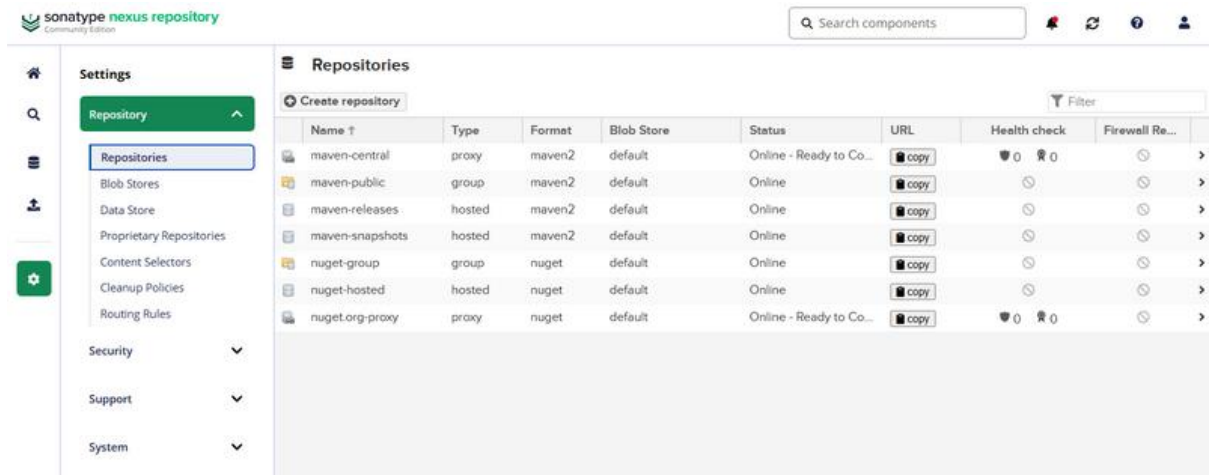 sonatype nexus repository
Community Edition
Search components
Settings
Repository
Repositories
Blob Stores
Data Store
Proprietary Repositories
Content Selectors
Cleanup Policies
Routing Rules
Security
Support
System
Repositories
Create repository
Filter
Name ↑ Type Format Blob Store Status URL Health check Firewall Re...
maven-central proxy maven2 default Online - Ready to Co... copy 0 0
maven-public group maven2 default Online copy
maven-releases hosted maven2 default Online copy
maven-snapshots hosted maven2 default Online copy
nuget-group group nuget default Online copy
nuget-hosted hosted nuget default Online copy
nuget.org-proxy proxy nuget default Online - Ready to Co... copy 0 0